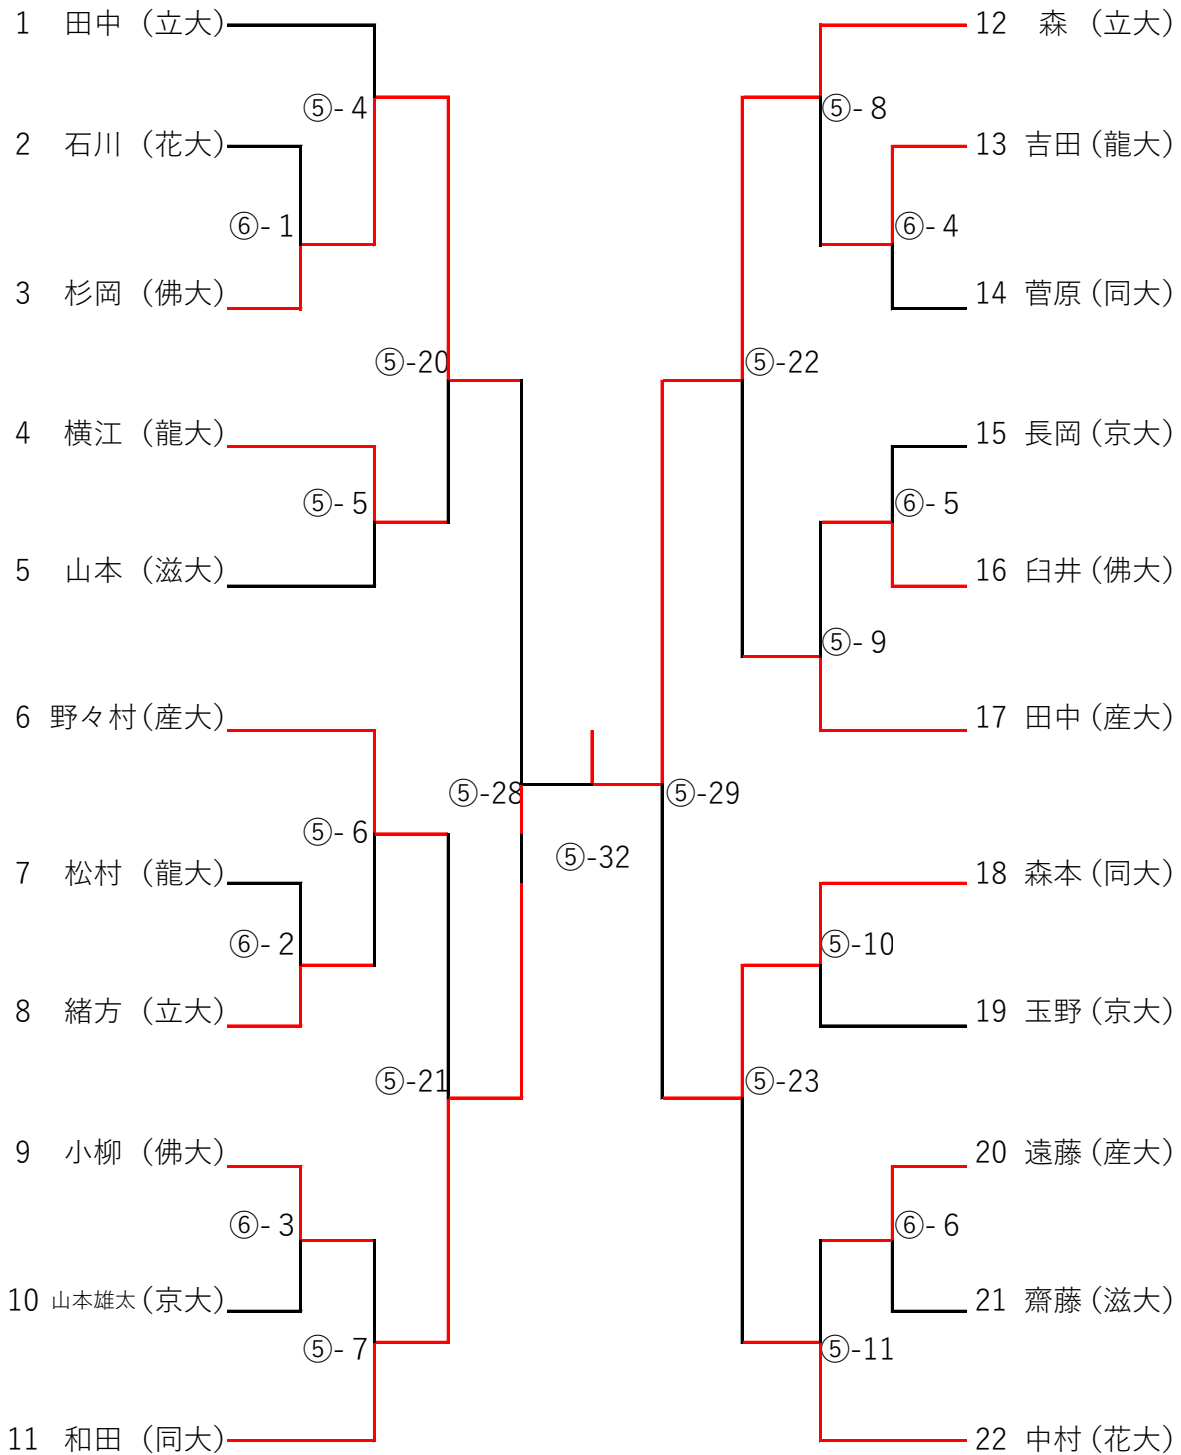 1 田中 (立大)
⑤- 4
2 石川 (花大)
⑥- 1
3 杉岡 (佛大)
⑤-20
4 横江 (龍大)
⑤- 5
5 山本 (滋大)
6 野々村 (産大)
⑤-28
⑤- 6
7 松村 (龍大)
⑥- 2
8 緒方 (立大)
⑤-21
9 小柳 (佛大)
⑥- 3
10 山本雄太 (京大)
⑤- 7
11 和田 (同大)
⑤-32
12 森 (立大)
⑤- 8
13 吉田 (龍大)
⑥- 4
14 菅原 (同大)
⑤-22
15 長岡 (京大)
⑥- 5
16 臼井 (佛大)
⑤- 9
17 田中 (産大)
⑤-29
18 森本 (同大)
⑤-10
19 玉野 (京大)
⑤-23
20 遠藤 (産大)
⑥- 6
21 齋藤 (滋大)
⑤-11
22 中村 (花大)